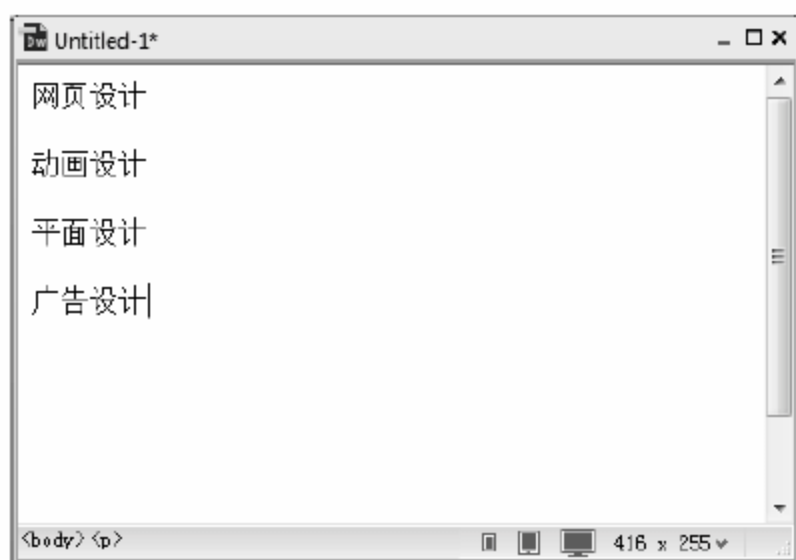 Dw Untitled-1*
网页设计
动画设计
平面设计
广告设计
<body> <p>
416 x 255